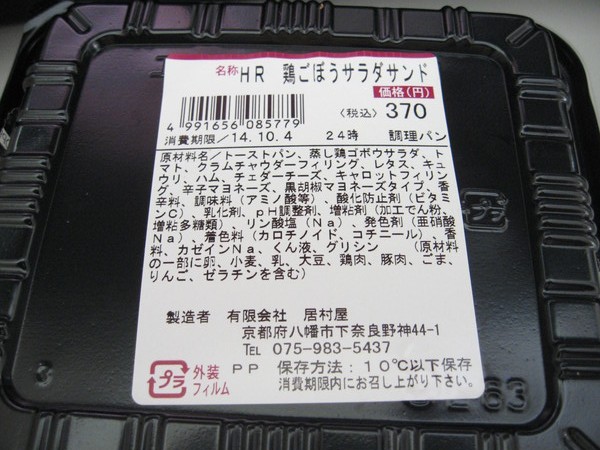 名称 HR 鶏ごぼうサラダサンド
価格(円)
〈税込〉 370
4 991656 085779
消費期限/14.10.4 24時 調理パン
原材料名／トーストパン、蒸し鶏ゴボウサラダ、ト
マト、クラムチャウダーフィリング、レタス、キュ
ウリ、ハム、チェダーチーズ、キャロットフィリン
グ、辛子マヨネーズ、黒胡椒マヨネーズタイプ、香
辛料、調味料（アミノ酸等）、酸化防止剤（ビタミ
ンC）、乳化剤、pH調整剤、増粘剤（加工でん粉、
増粘多糖類）、リン酸塩（Na）、発色剤（亜硝酸
Na）、着色料（カロチノイド、コチニール）、香
料、カゼインNa、くん液、グリシン （原材料
の一部に卵、小麦、乳、大豆、鶏肉、豚肉、ごま、
りんご、ゼラチンを含む）
製造者 有限会社 居村屋
京都府八幡市下奈良野神44-1
TEL 075-983-5437
プラ 外装
フィルム
PP 保存方法：10℃以下保存
消費期限内にお召し上がり下さい。
プラ